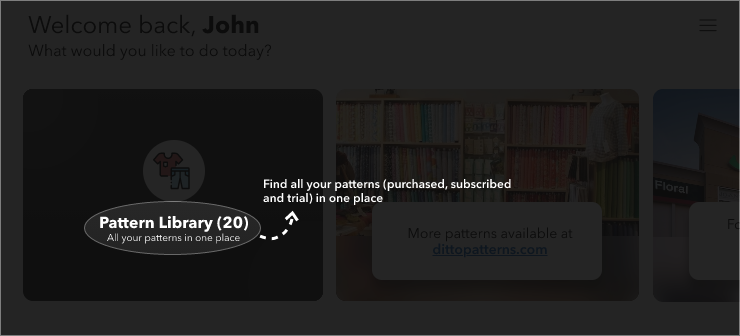 Welcome back, John
What would you like to do today?
Find all your patterns (purchased, subscribed
and trial) in one place
Pattern Library (20)
All your patterns in one place
More patterns available at
dittopatterns.com
Floral